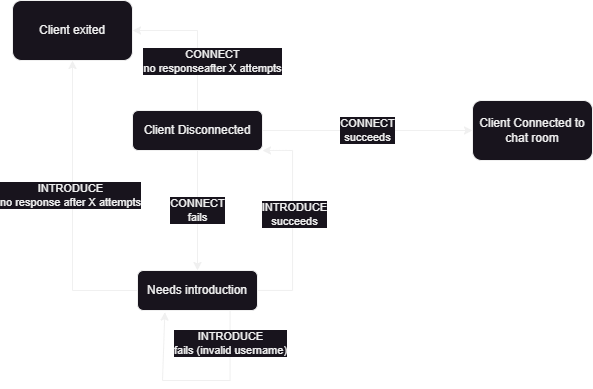 Client exited
CONNECT
no responseafter X attempts
Client Disconnected
CONNECT
succeeds
Client Connected to
chat room
INTRODUCE
no response after X attempts
CONNECT
fails
INTRODUCE
succeeds
Needs introduction
INTRODUCE
fails (invalid username)